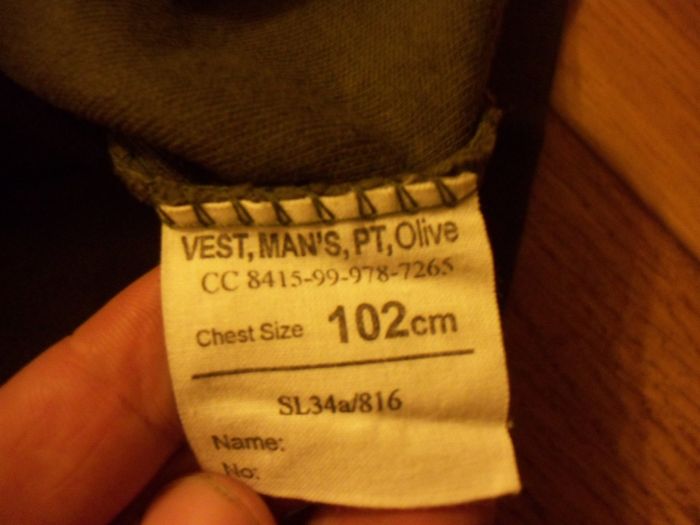 VEST, MAN'S, PT, Olive
CC 8415-99-978-7265
Chest Size 102cm
SL34a/816
Name:
No: